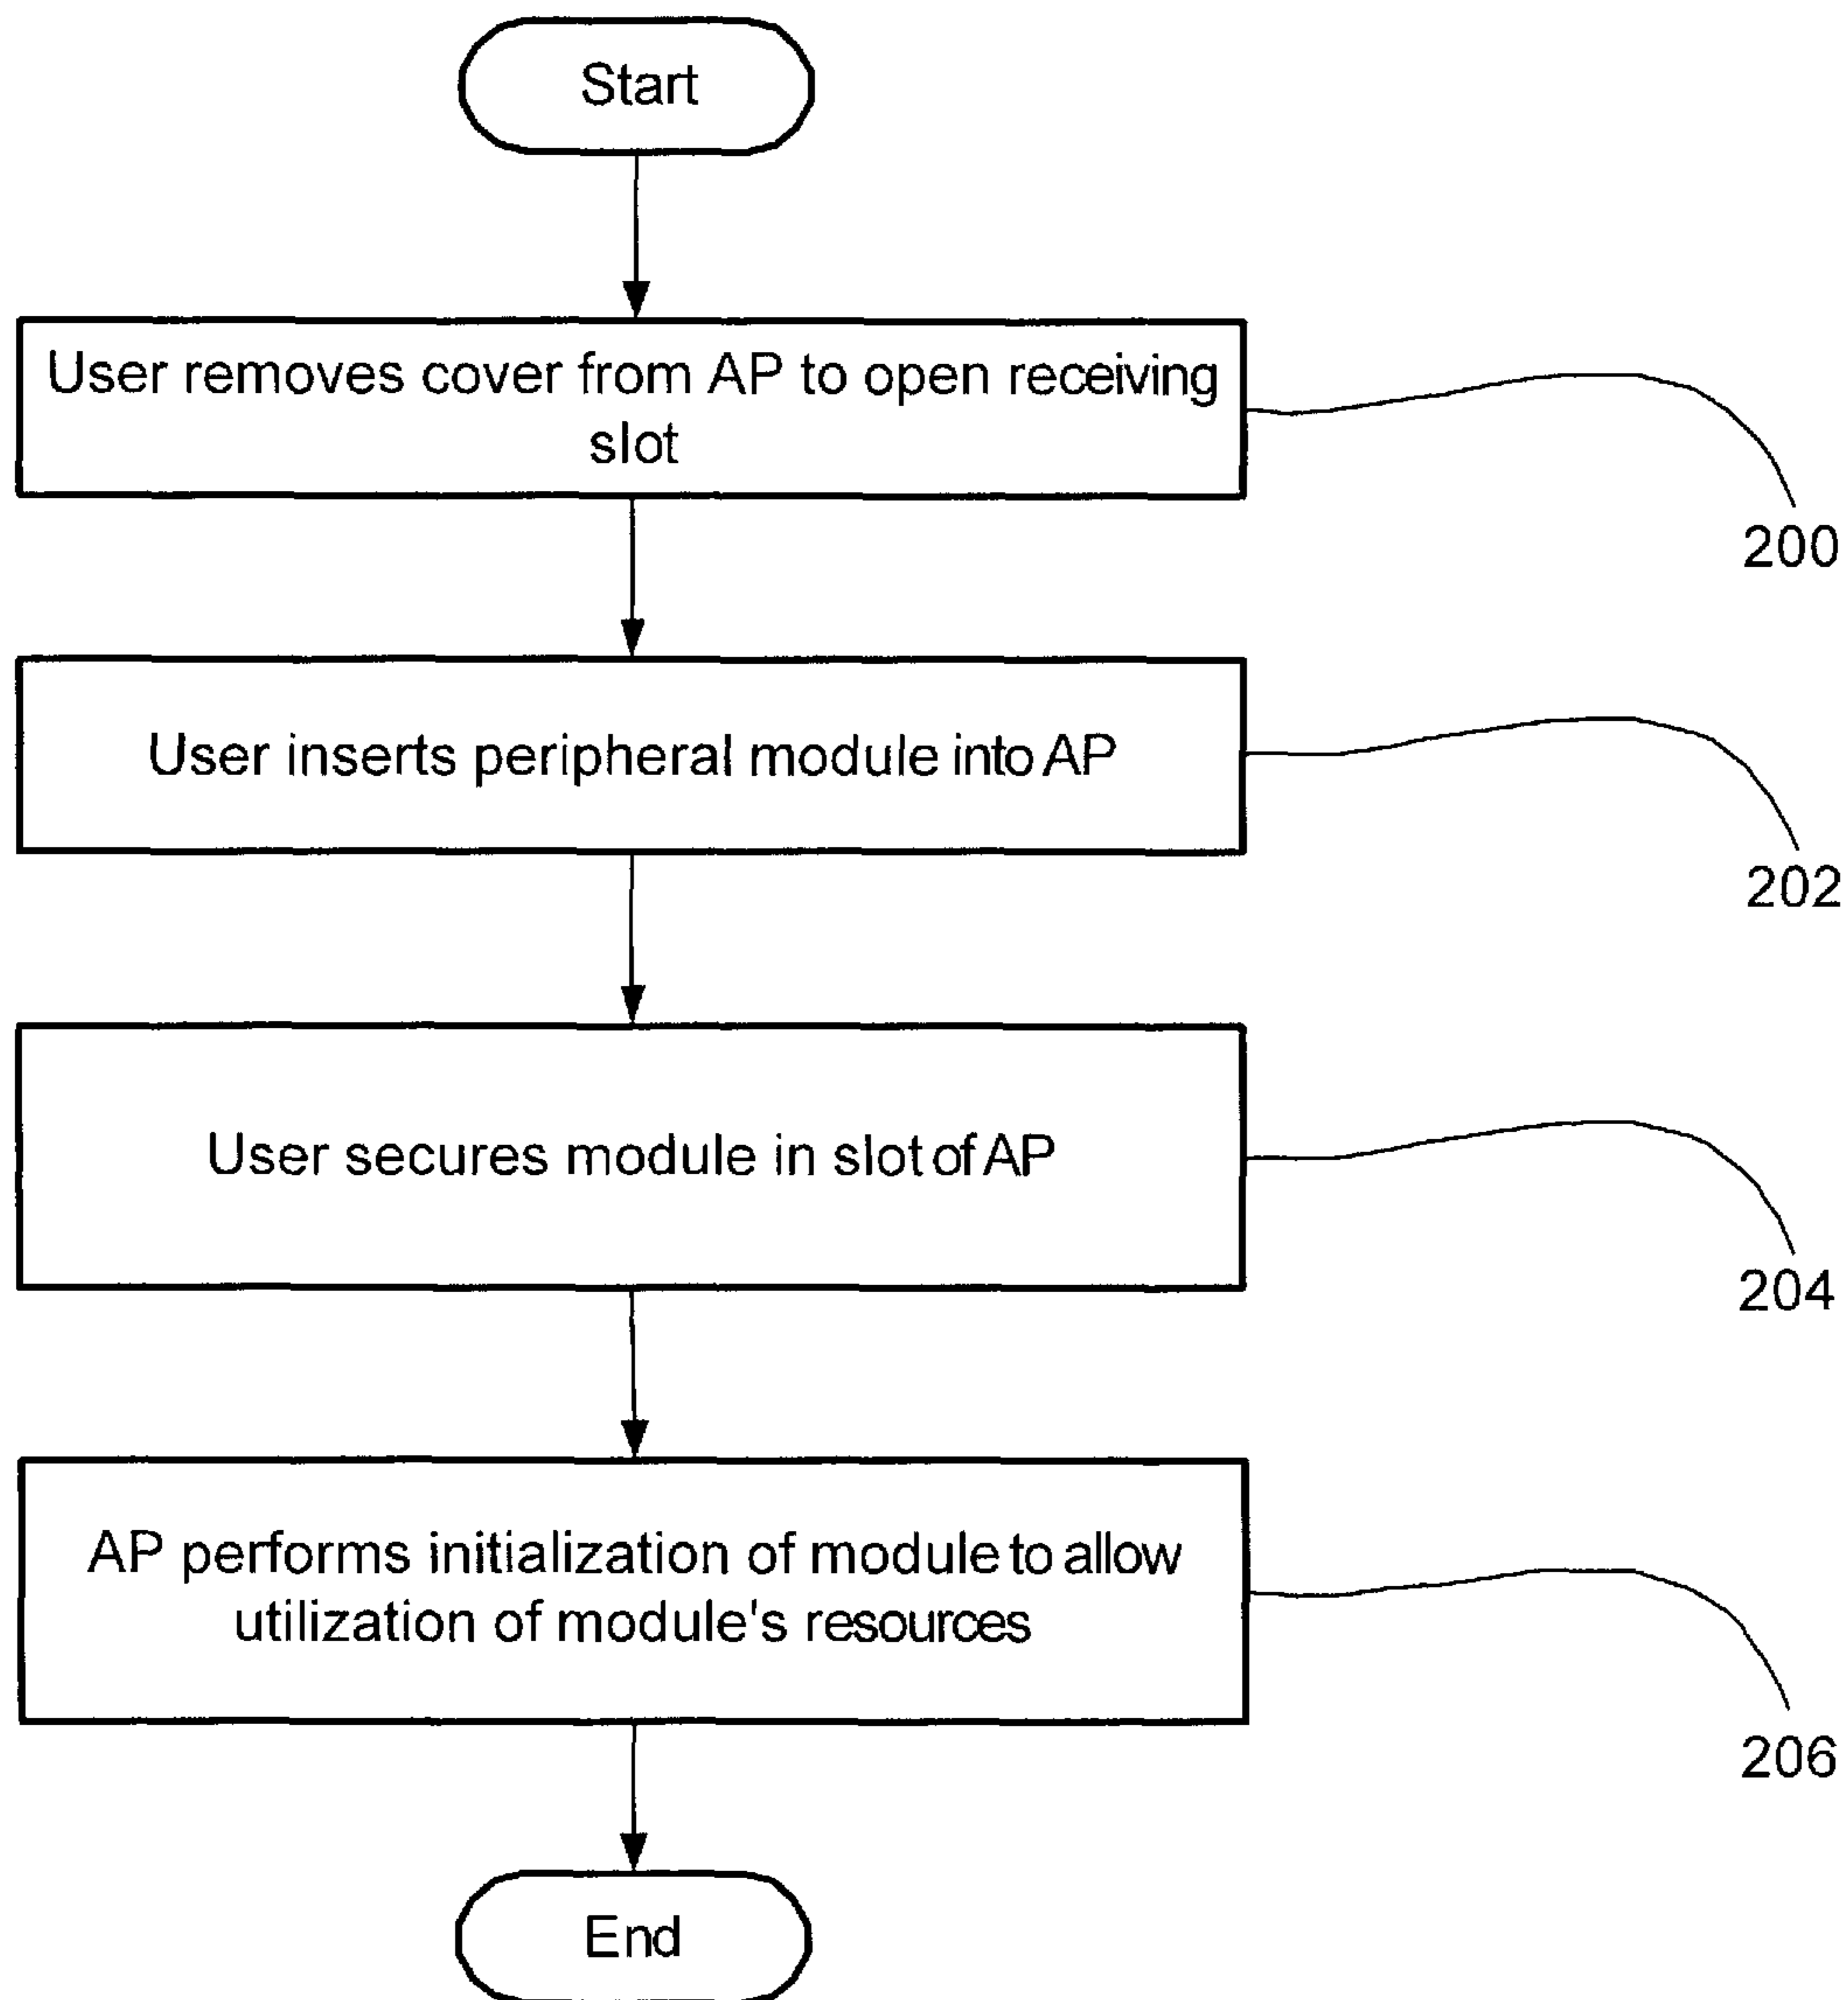 Start
User removes cover from AP to open receiving
slot
200
User inserts peripheral module into AP
202
User secures module in slot of AP
204
AP performs initialization of module to allow
utilization of module's resources
206
End